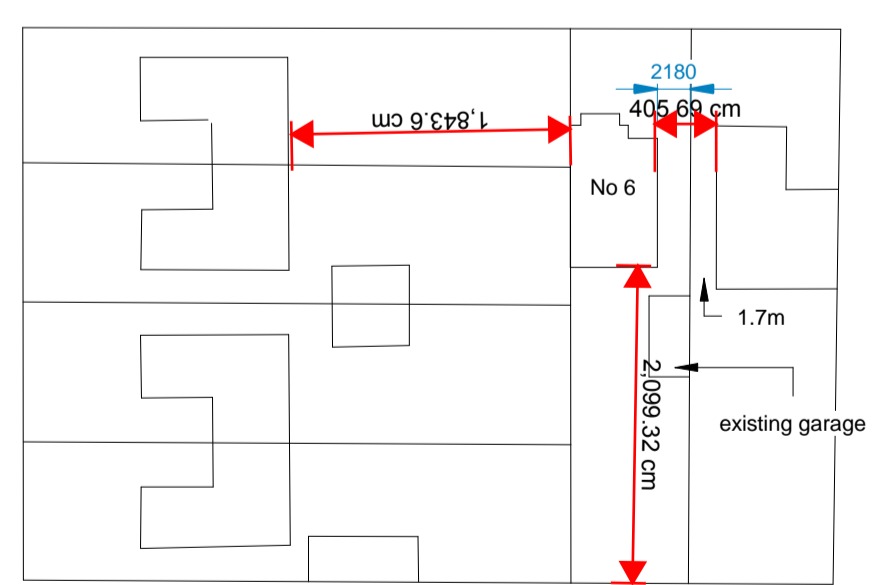 2180
405.69 cm
1,843.6 cm
No 6
1.7m
2,099.32 cm
existing garage